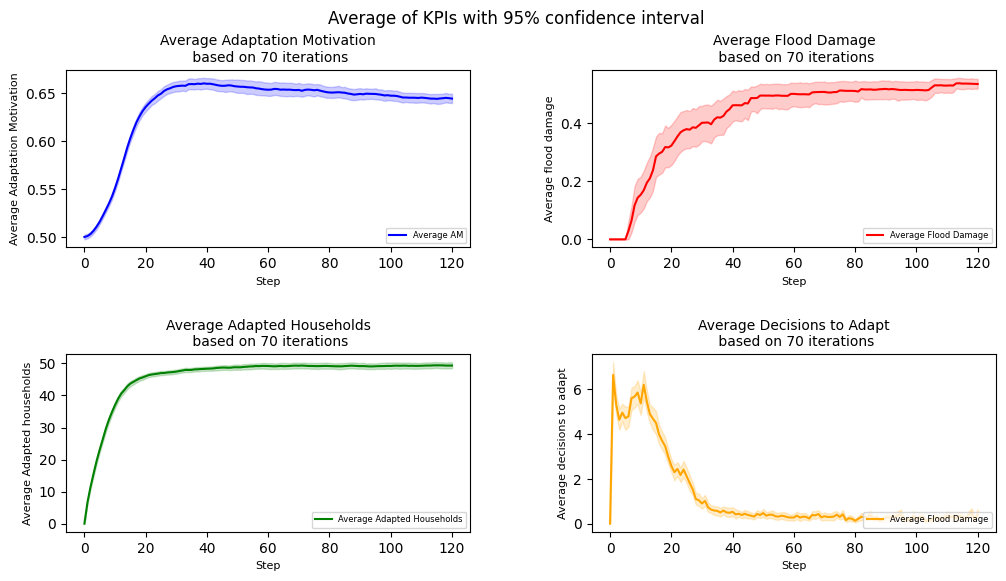 Average of KPIs with 95% confidence interval
Average Adaptation Motivation
based on 70 iterations
Average Adaptation Motivation
0.65
0.60
0.55
0.50
0
20
40
60
80
100
120
Step
Average AM
Average Flood Damage
based on 70 iterations
Average flood damage
0.4
0.2
0.0
0
20
40
60
80
100
120
Step
Average Flood Damage
Average Adapted Households
based on 70 iterations
Average Adapted households
50
40
30
20
10
0
0
20
40
60
80
100
120
Step
Average Adapted Households
Average Decisions to Adapt
based on 70 iterations
Average decisions to adapt
6
4
2
0
0
20
40
60
80
100
120
Step
Average Flood Damage